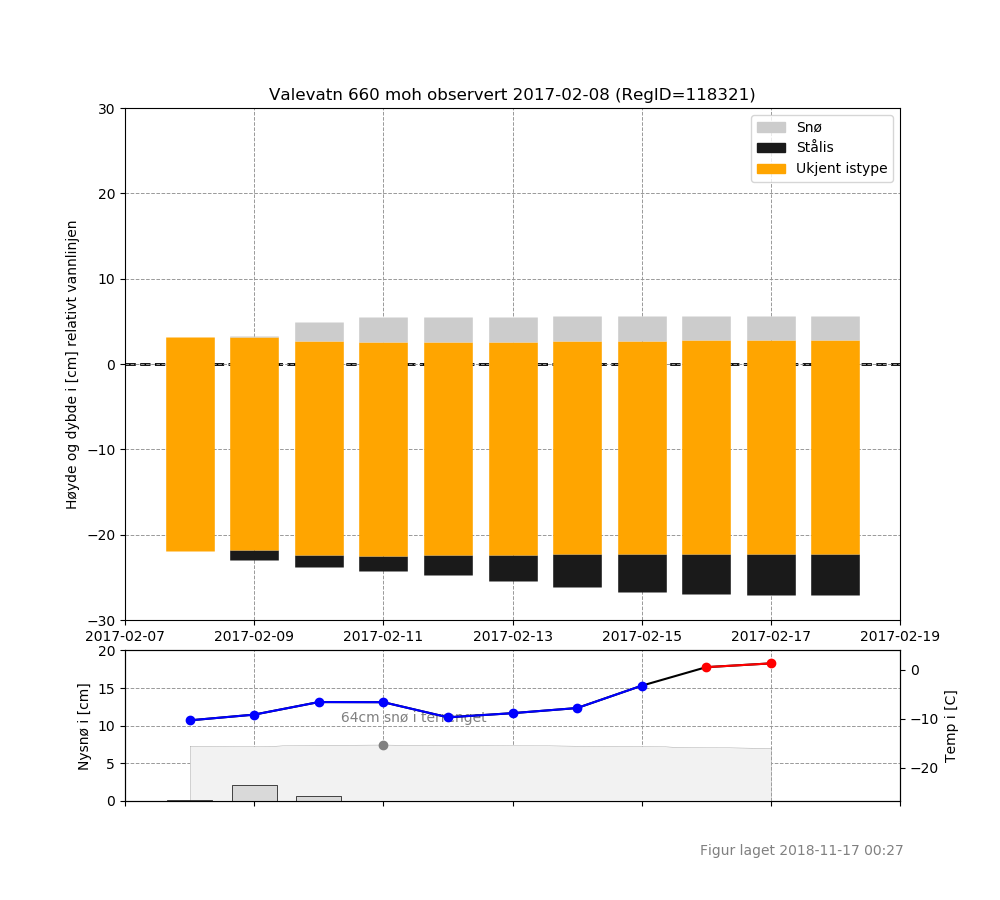 Valevatn 660 moh observert 2017-02-08 (RegID=118321)
Høyde og dybde i [cm] relativt vannlinjen
30
20
10
0
−10
−20
−30
Snø
Stålis
Ukjent istype
2017-02-07 2017-02-09 2017-02-11 2017-02-13 2017-02-15 2017-02-17 2017-02-19
Nysnø i [cm]
20
15
10
5
0
64cm snø i terrenget
0
−10
−20
Temp i [C]
Figur laget 2018-11-17 00:27